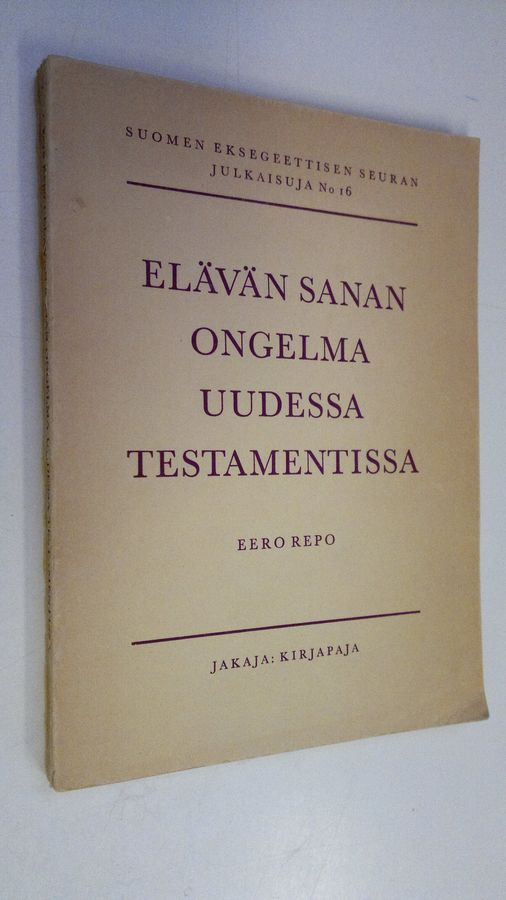 SUOMEN EKSEGEETTISEN SEURAN
JULKAISUJA No 16
ELÄVÄN SANAN
ONGELMA
UUDESSA
TESTAMENTISSA
EERO REPO
JAKAJA: KIRJAPAJA